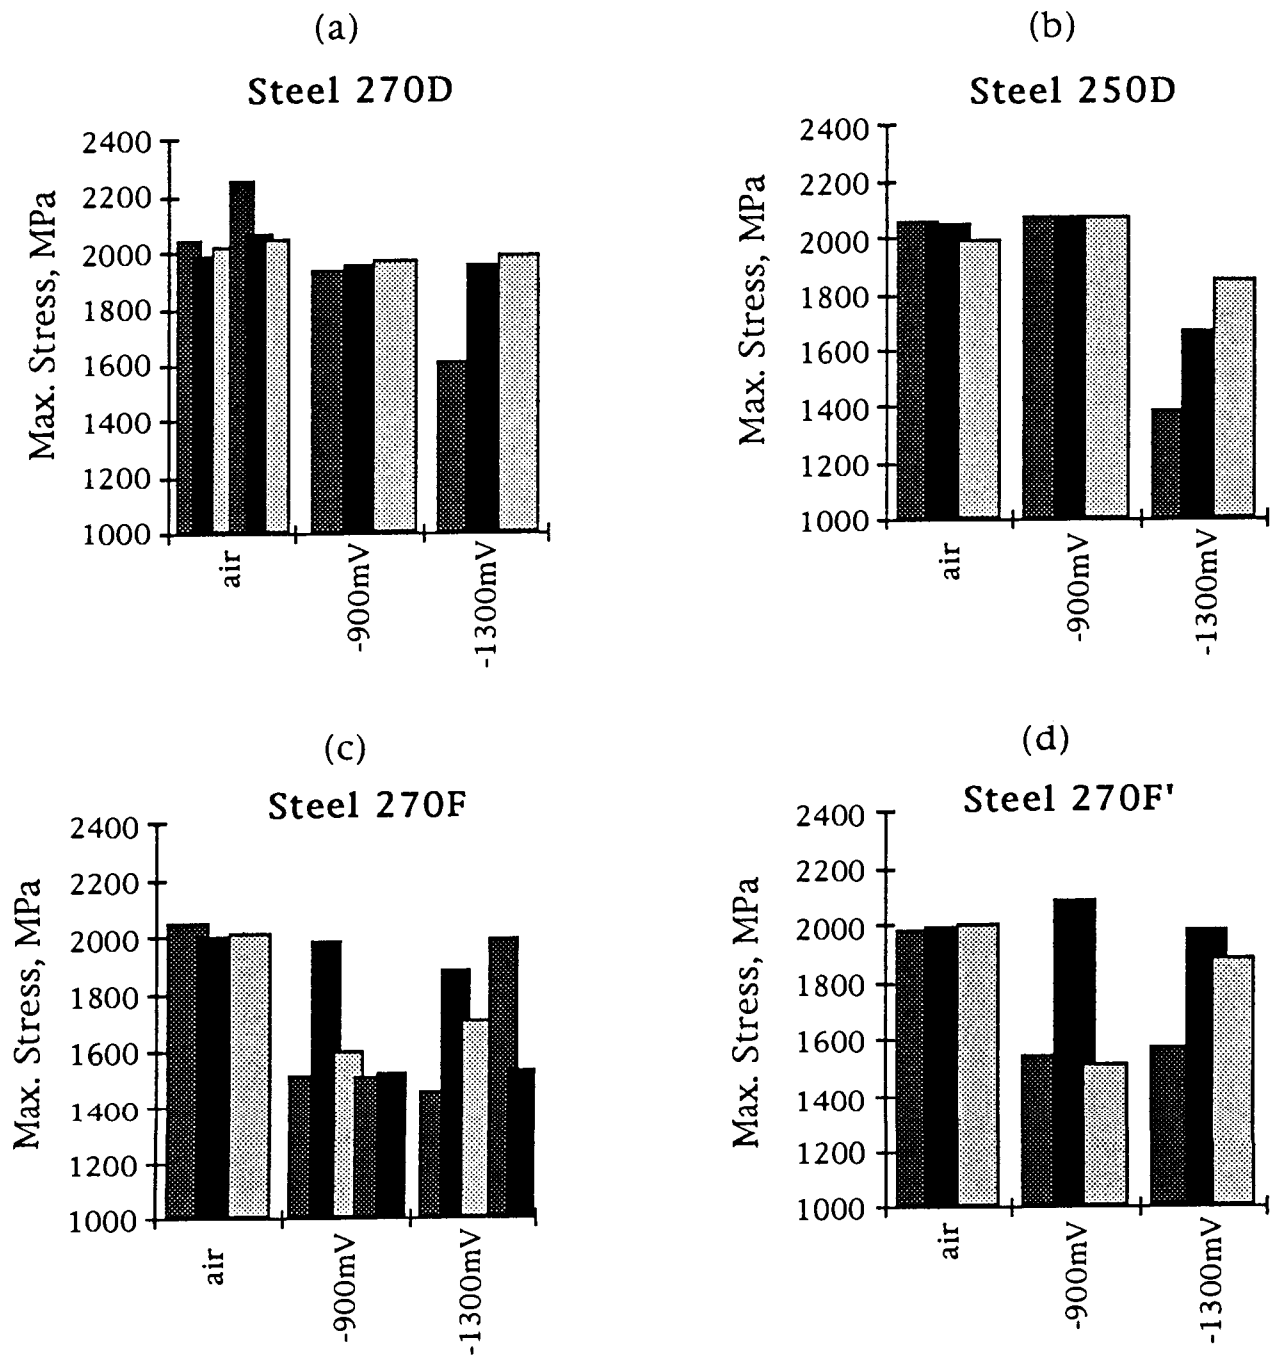 (a)
Steel 270D
Max. Stress, MPa
2400
2200
2000
1800
1600
1400
1200
1000
air
-900mV
-1300mV
(b)
Steel 250D
Max. Stress, MPa
2400
2200
2000
1800
1600
1400
1200
1000
air
-900mV
-1300mV
(c)
Steel 270F
Max. Stress, MPa
2400
2200
2000
1800
1600
1400
1200
1000
air
-900mV
-1300mV
(d)
Steel 270F'
Max. Stress, MPa
2400
2200
2000
1800
1600
1400
1200
1000
air
-900mV
-1300mV